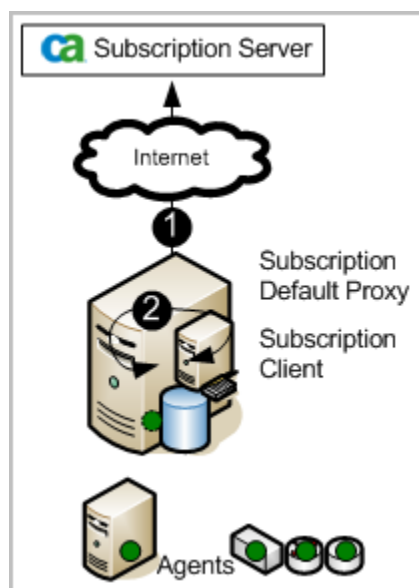 ca Subscription Server
Internet
1
Subscription
Default Proxy
2
Subscription
Client
Agents